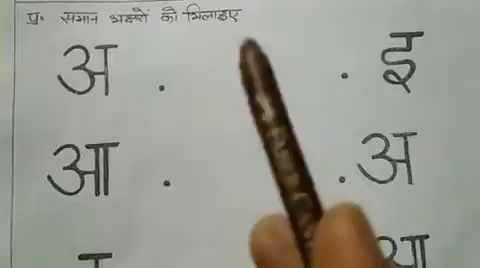 प्र॰ समान अक्षरों को मिलाइए
अ . . इ
आ . . अ